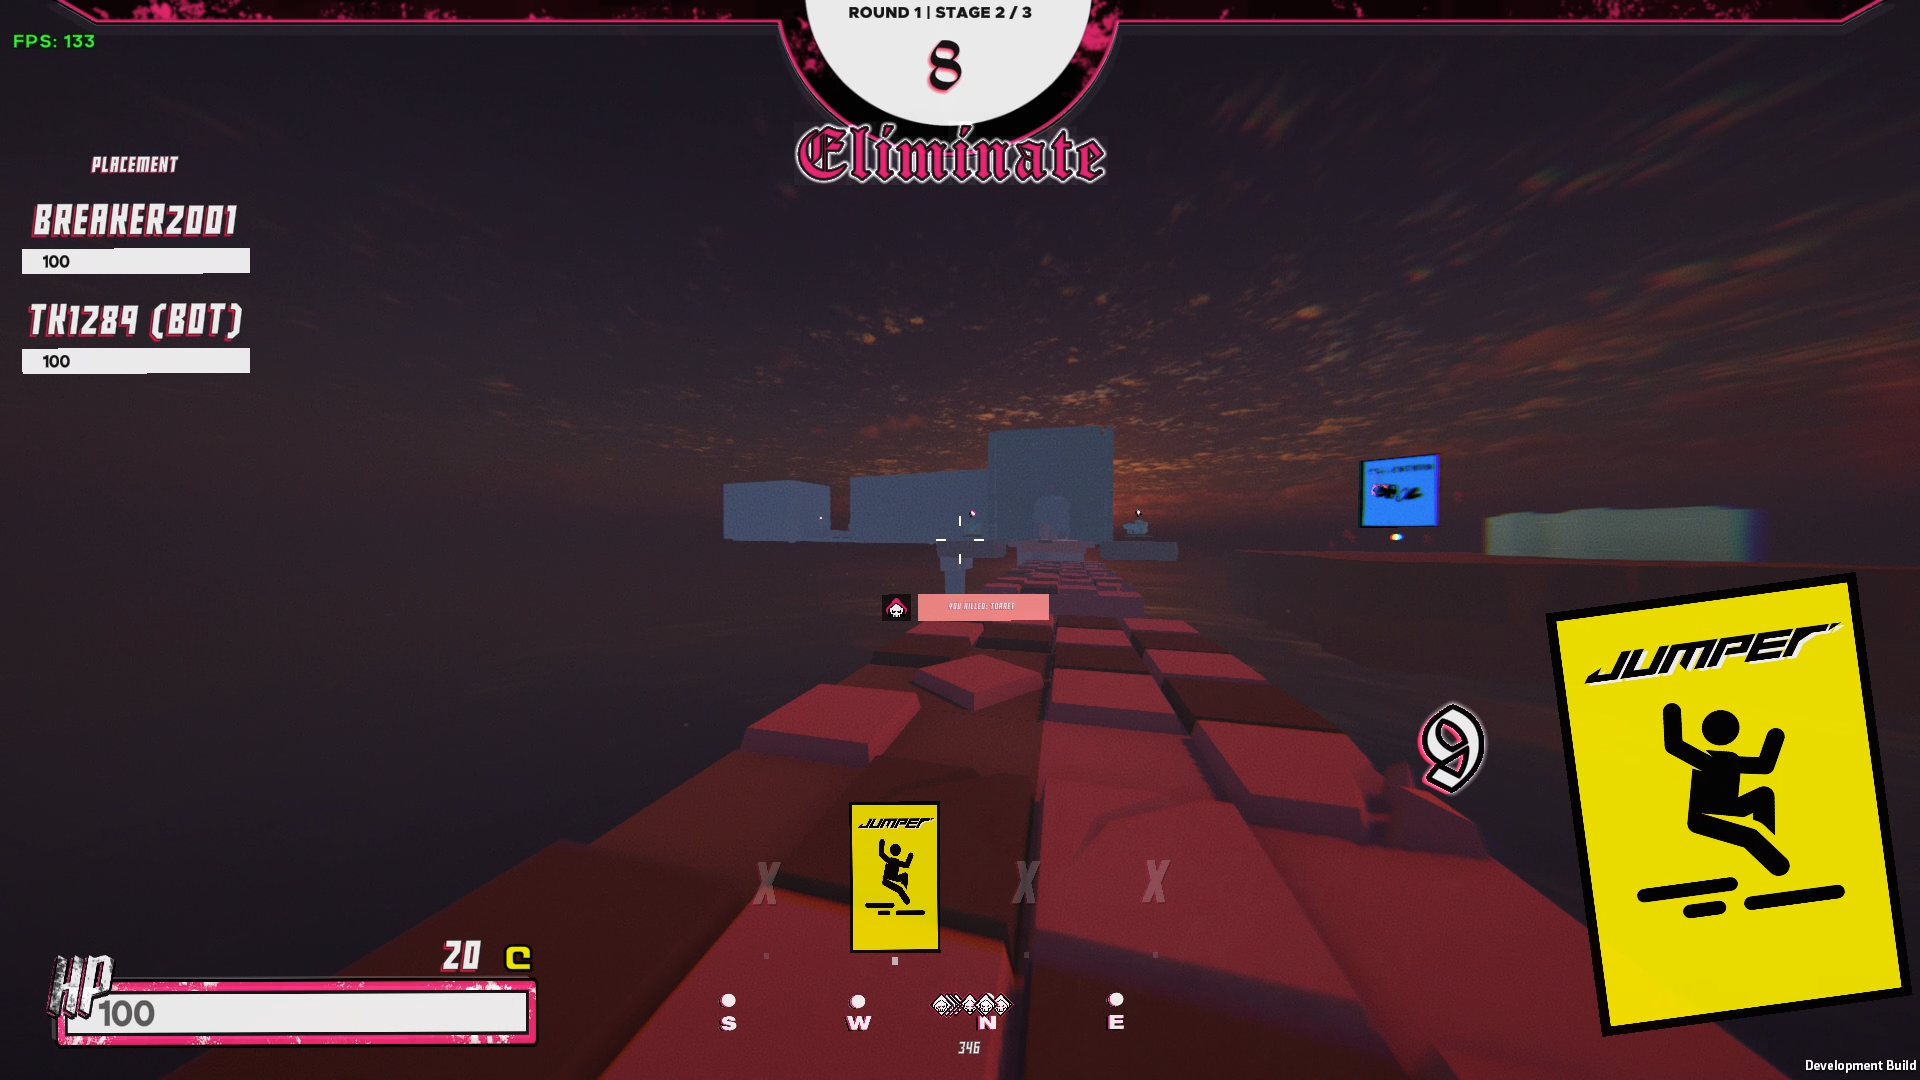 ROUND 1 | STAGE 2 / 3
8
FPS: 133
Eliminate
PLACEMENT
BREAKER2001
100
TK1289 (BOT)
100
YOU KILLED: TURRET
JUMPER
9
JUMPER
X
X
X
20 C
HP
100
S W N E
346
Development Build